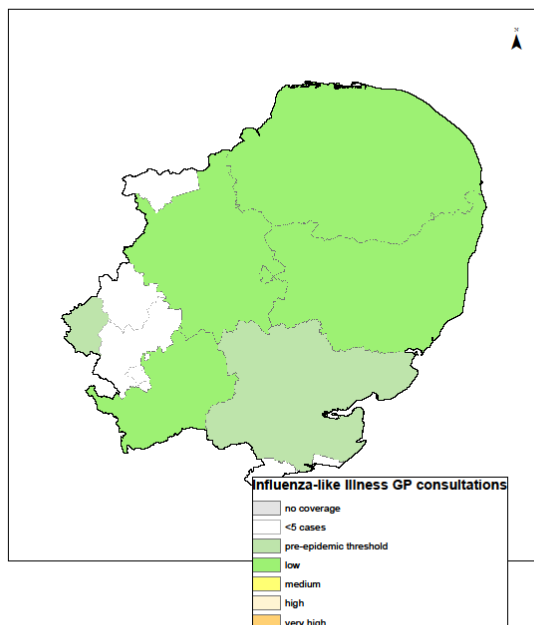 N
Influenza-like Illness GP consultations
no coverage
<5 cases
pre-epidemic threshold
low
medium
high
very high